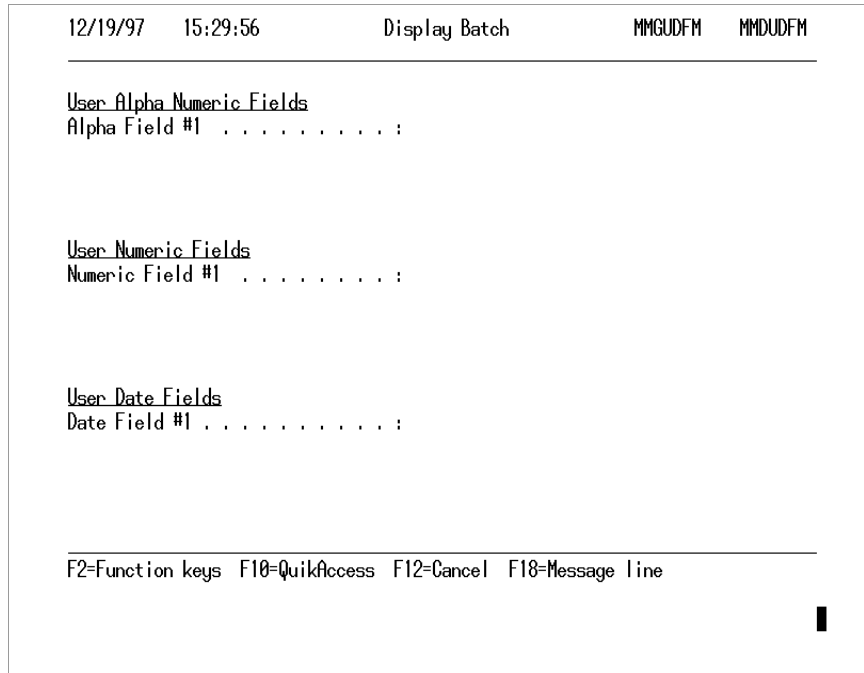 12/19/97 15:29:56 Display Batch MMGUDFM MMDUDFM
User Alpha Numeric Fields
Alpha Field #1 . . . . . . . . . :
User Numeric Fields
Numeric Field #1 . . . . . . . . :
User Date Fields
Date Field #1 . . . . . . . . . . :
F2=Function keys F10=QuikAccess F12=Cancel F18=Message line